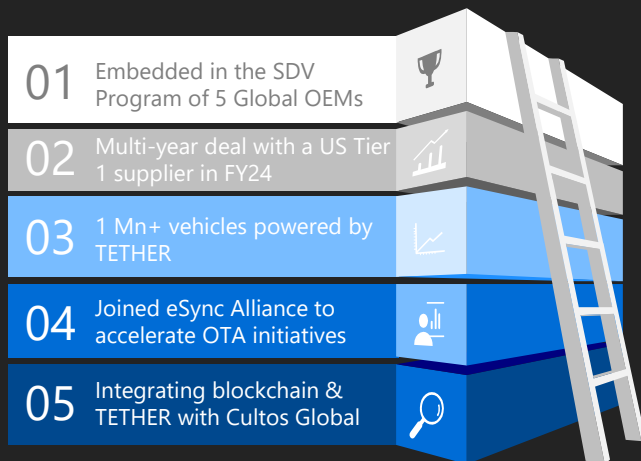 01
Embedded in the SDV
Program of 5 Global OEMs
02
Multi-year deal with a US Tier
1 supplier in FY24
03
1 Mn+ vehicles powered by
TETHER
04
Joined eSync Alliance to
accelerate OTA initiatives
05
Integrating blockchain &
TETHER with Cultos Global